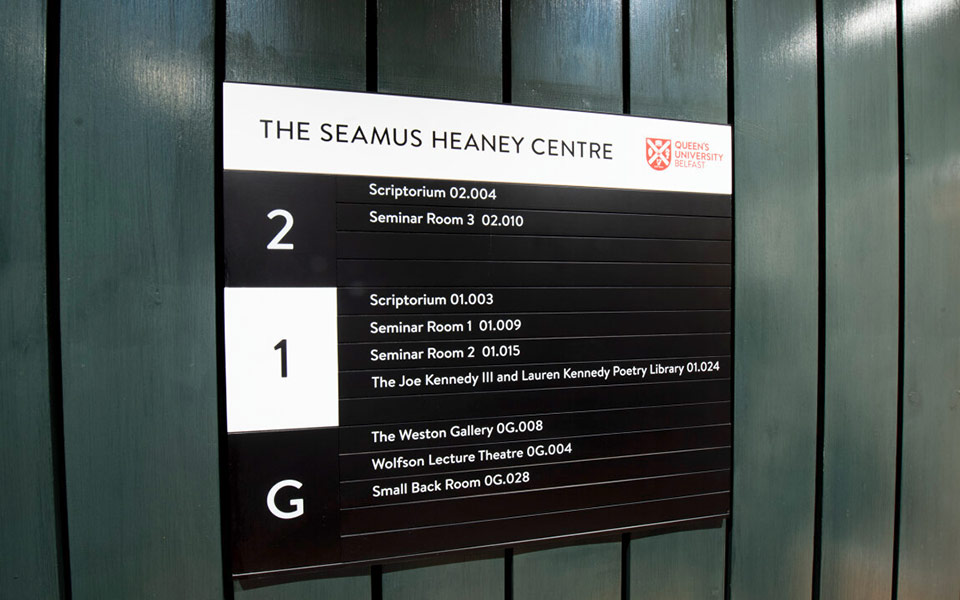 THE SEAMUS HEANEY CENTRE
QUEEN'S
UNIVERSITY
BELFAST
2
Scriptorium 02.004
Seminar Room 3 02.010
1
Scriptorium 01.003
Seminar Room 1 01.009
Seminar Room 2 01.015
The Joe Kennedy III and Lauren Kennedy Poetry Library 01.024
G
The Weston Gallery 0G.008
Wolfson Lecture Theatre 0G.004
Small Back Room 0G.028